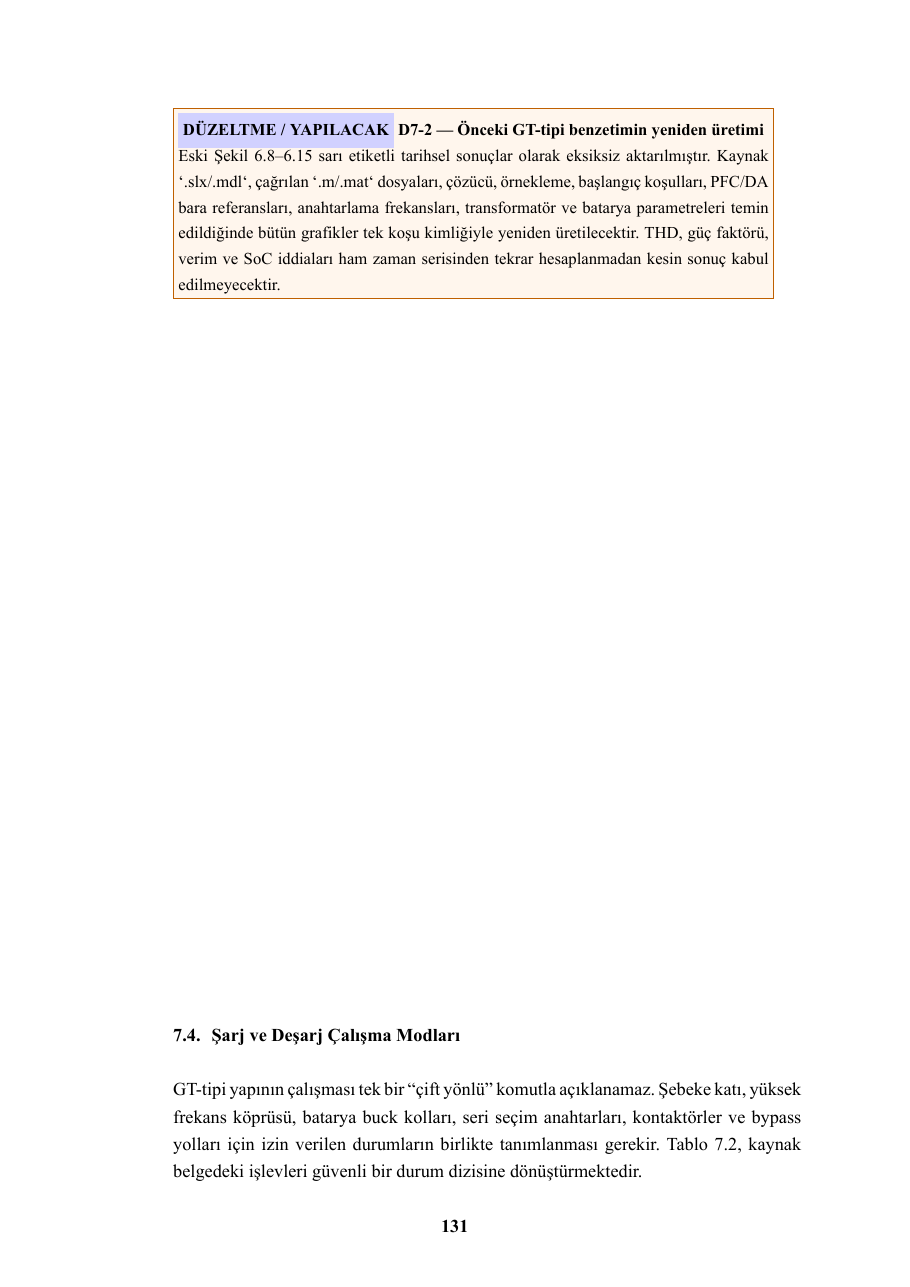 DÜZELTME / YAPILACAK D7-2 — Önceki GT-tipi benzetimin yeniden üretimi
Eski Şekil 6.8–6.15 sarı etiketli tarihsel sonuçlar olarak eksiksiz aktarılmıştır. Kaynak
‘.slx/.mdl‘, çağrılan ‘.m/.mat‘ dosyaları, çözücü, örnekleme, başlangıç koşulları, PFC/DA
bara referansları, anahtarlama frekansları, transformatör ve batarya parametreleri temin
edildiğinde bütün grafikler tek koşu kimliğiyle yeniden üretilecektir. THD, güç faktörü,
verim ve SoC iddiaları ham zaman serisinden tekrar hesaplanmadan kesin sonuç kabul
edilmeyecektir.
7.4. Şarj ve Deşarj Çalışma Modları
GT-tipi yapının çalışması tek bir “çift yönlü” komutla açıklanamaz. Şebeke katı, yüksek
frekans köprüsü, batarya buck kolları, seri seçim anahtarları, kontaktörler ve bypass
yolları için izin verilen durumların birlikte tanımlanması gerekir. Tablo 7.2, kaynak
belgedeki işlevleri güvenli bir durum dizisine dönüştürmektedir.
131